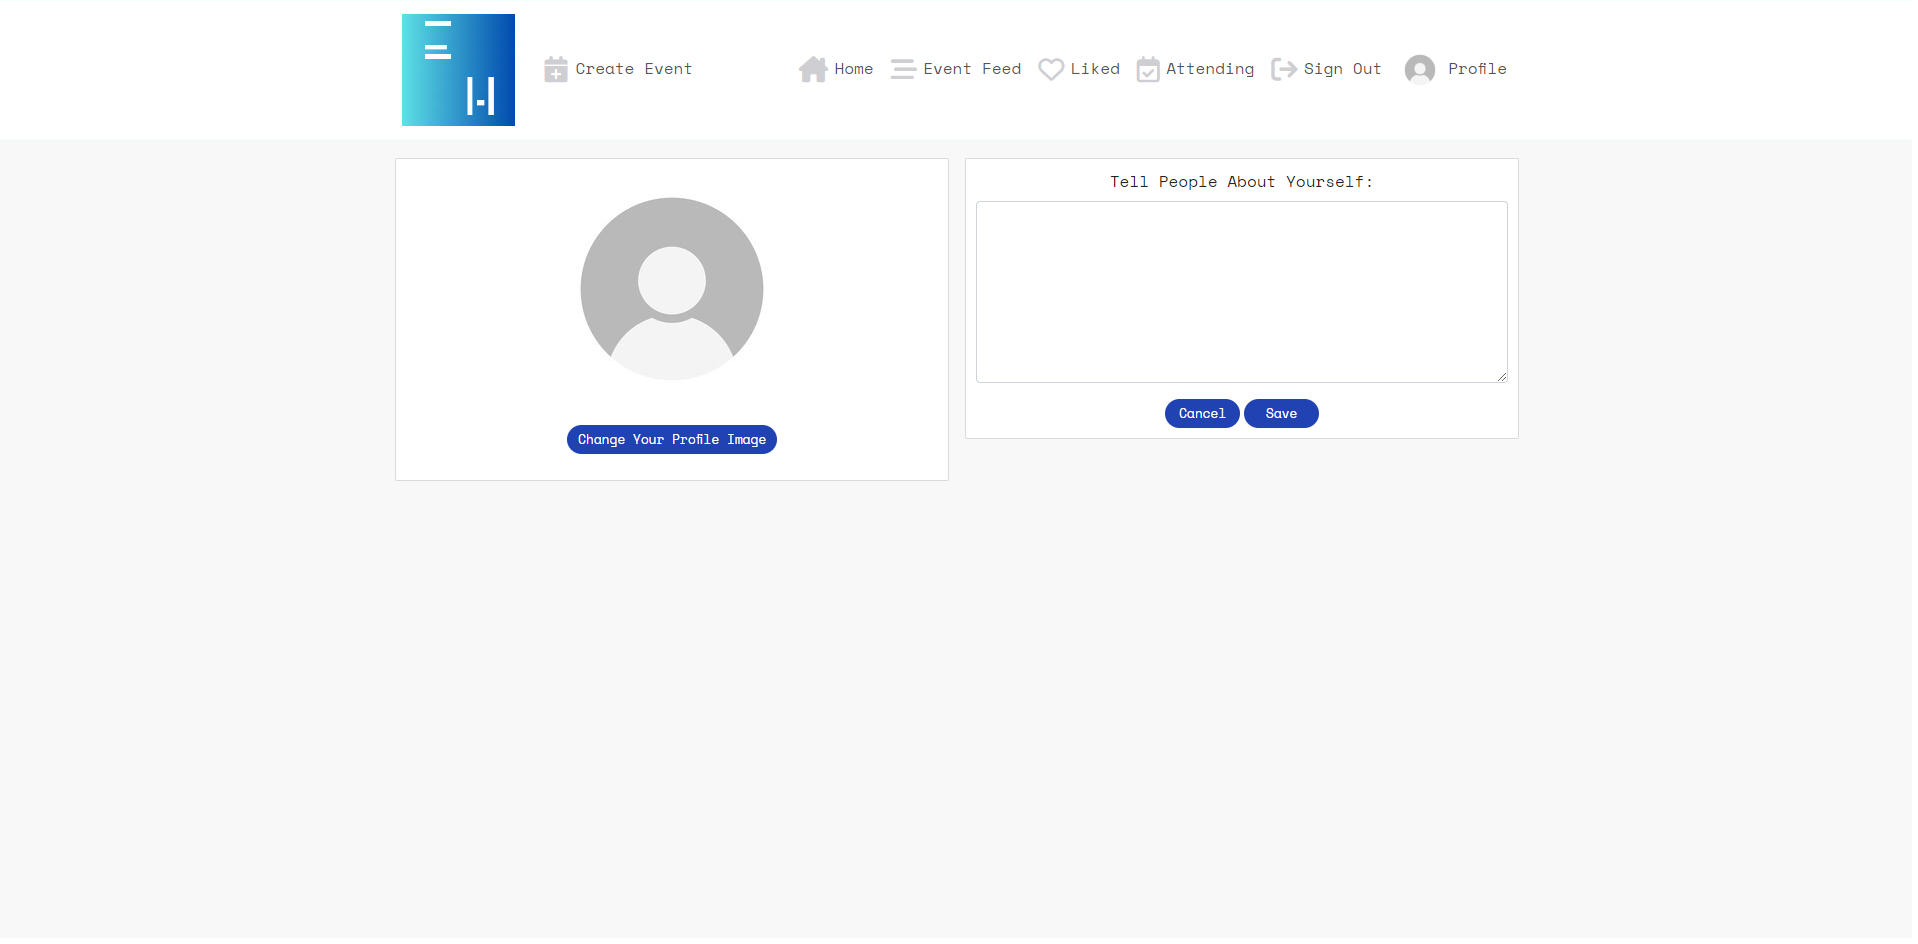 Create Event
Home
Event Feed
Liked
Attending
Sign Out
Profile
Tell People About Yourself:
Cancel
Save
Change Your Profile Image